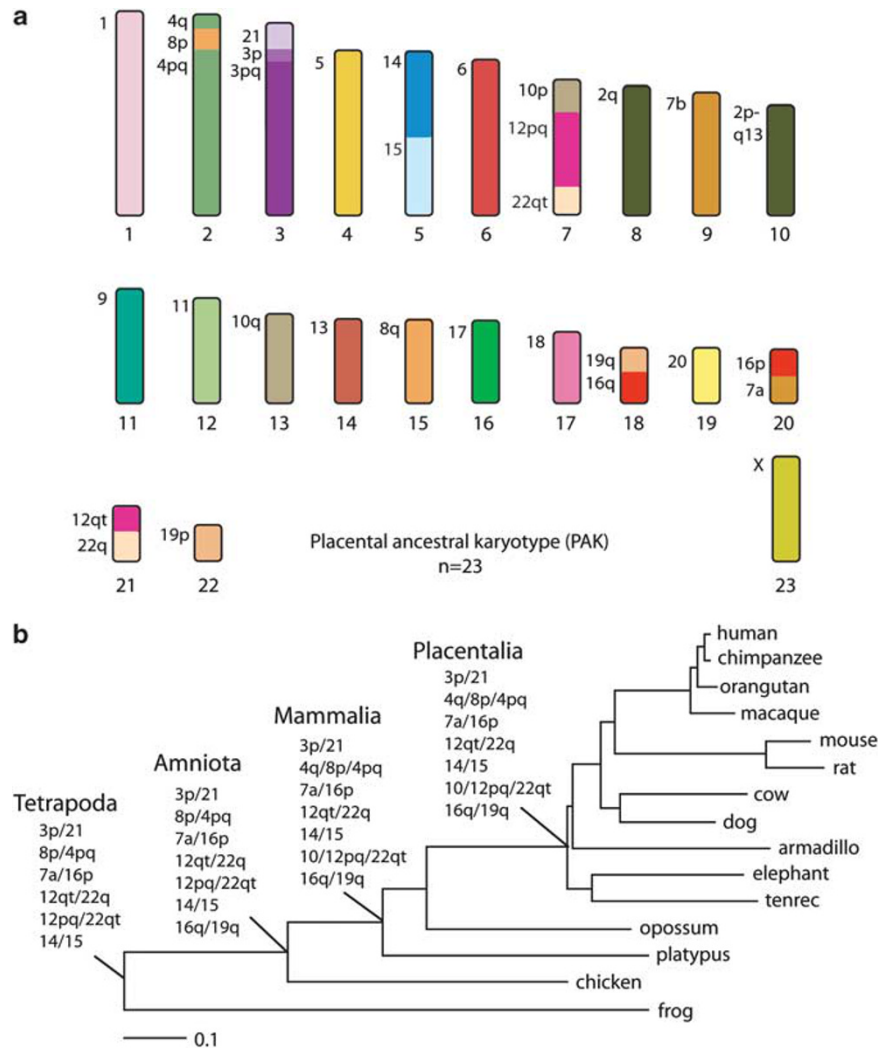 a
1
4q
8p
4pq
21
3p
3pq
5
14
15
6
10p
12pq
22qt
2q
7b
2p-
q13
1 2 3 4 5 6 7 8 9 10
9
11
10q
13
8q
17
18
19q
16q
20
16p
7a
11 12 13 14 15 16 17 18 19 20
X
12qt
22q
19p
Placental ancestral karyotype (PAK)
n=23
21 22 23
b
Tetrapoda
3p/21
8p/4pq
7a/16p
12qt/22q
12pq/22qt
14/15
Amniota
3p/21
8p/4pq
7a/16p
12qt/22q
12pq/22qt
14/15
16q/19q
Mammalia
3p/21
4q/8p/4pq
7a/16p
12qt/22q
14/15
10/12pq/22qt
16q/19q
Placentalia
3p/21
4q/8p/4pq
7a/16p
12qt/22q
14/15
10/12pq/22qt
16q/19q
human
chimpanzee
orangutan
macaque
mouse
rat
cow
dog
armadillo
elephant
tenrec
opossum
platypus
chicken
frog
0.1